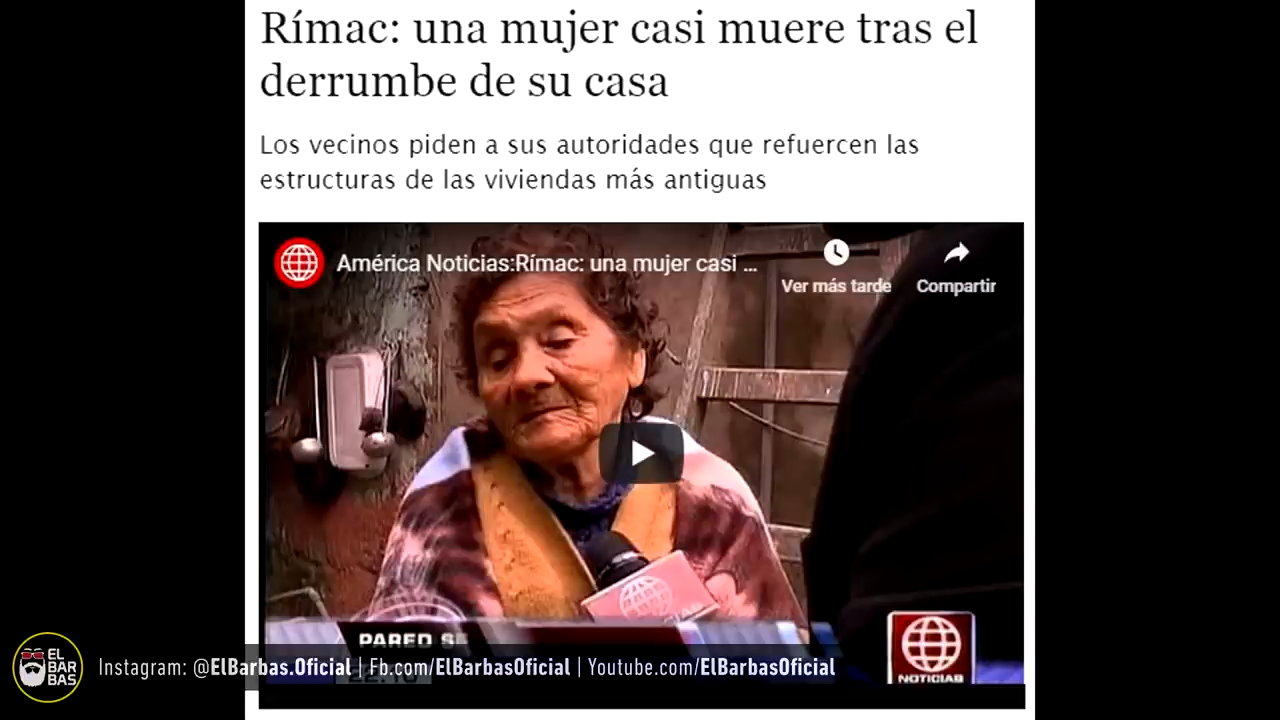 Rímac: una mujer casi muere tras el
derrumbe de su casa
Los vecinos piden a sus autoridades que refuercen las
estructuras de las viviendas más antiguas
América Noticias:Rímac: una mujer casi ...
Ver más tarde
Compartir
PARED SE
NOTICIAS
EL
BAR
BAS
Instagram: @ElBarbas.Oficial | Fb.com/ElBarbasOficial | Youtube.com/ElBarbasOficial